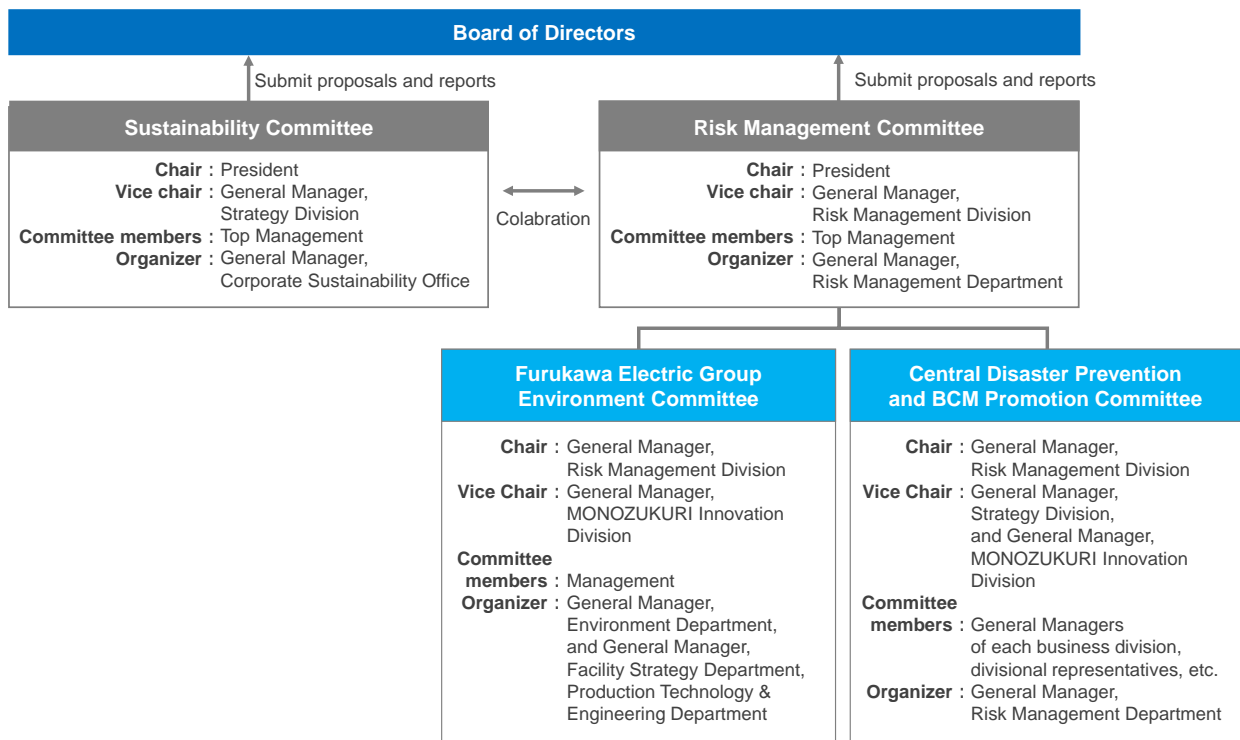 Board of Directors
Submit proposals and reports
Submit proposals and reports
Sustainability Committee
Chair : President
Vice chair : General Manager,
Strategy Division
Committee members : Top Management
Organizer : General Manager,
Corporate Sustainability Office
Colabration
Risk Management Committee
Chair : President
Vice chair : General Manager,
Risk Management Division
Committee members : Top Management
Organizer : General Manager,
Risk Management Department
Furukawa Electric Group
Environment Committee
Chair : General Manager,
Risk Management Division
Vice Chair : General Manager,
MONOZUKURI Innovation
Division
Committee
members : Management
Organizer : General Manager,
Environment Department,
and General Manager,
Facility Strategy Department,
Production Technology &
Engineering Department
Central Disaster Prevention
and BCM Promotion Committee
Chair : General Manager,
Risk Management Division
Vice Chair : General Manager,
Strategy Division,
and General Manager,
MONOZUKURI Innovation
Division
Committee
members : General Managers
of each business division,
divisional representatives, etc.
Organizer : General Manager,
Risk Management Department